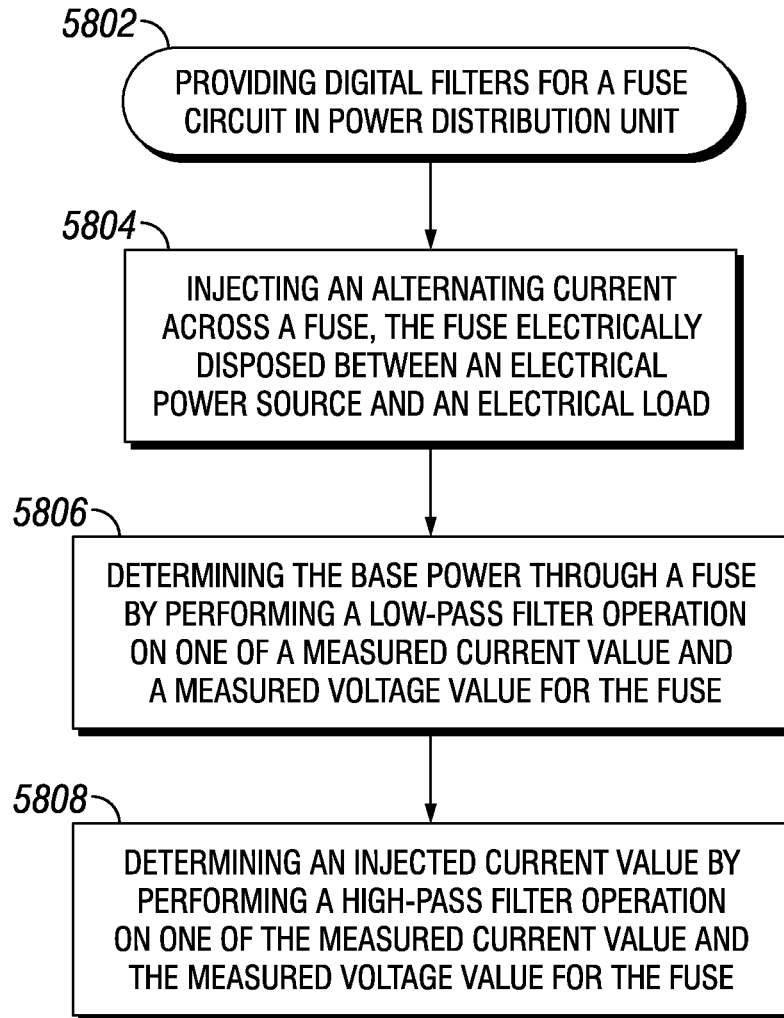 5802
PROVIDING DIGITAL FILTERS FOR A FUSE
CIRCUIT IN POWER DISTRIBUTION UNIT
5804
INJECTING AN ALTERNATING CURRENT
ACROSS A FUSE, THE FUSE ELECTRICALLY
DISPOSED BETWEEN AN ELECTRICAL
POWER SOURCE AND AN ELECTRICAL LOAD
5806
DETERMINING THE BASE POWER THROUGH A FUSE
BY PERFORMING A LOW-PASS FILTER OPERATION
ON ONE OF A MEASURED CURRENT VALUE AND
A MEASURED VOLTAGE VALUE FOR THE FUSE
5808
DETERMINING AN INJECTED CURRENT VALUE BY
PERFORMING A HIGH-PASS FILTER OPERATION
ON ONE OF THE MEASURED CURRENT VALUE AND
THE MEASURED VOLTAGE VALUE FOR THE FUSE